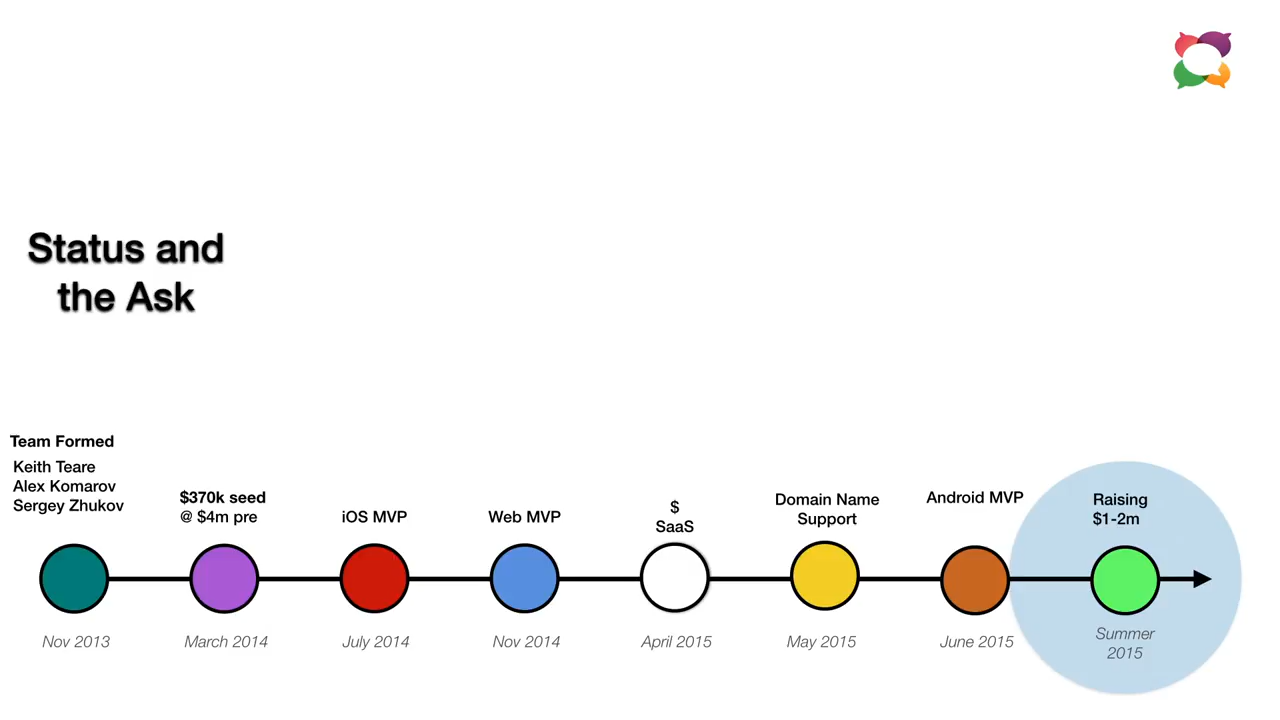 Status and
the Ask
Team Formed
Keith Teare
Alex Komarov
Sergey Zhukov
$370k seed
@ $4m pre
iOS MVP
Web MVP
$
SaaS
Domain Name
Support
Android MVP
Raising
$1-2m
Nov 2013
March 2014
July 2014
Nov 2014
April 2015
May 2015
June 2015
Summer
2015